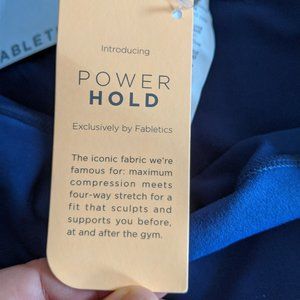 Introducing
POWER
HOLD
Exclusively by Fabletics
The iconic fabric we're
famous for: maximum
compression meets
four-way stretch for a
fit that sculpts and
supports you before,
at and after the gym.
ABLET